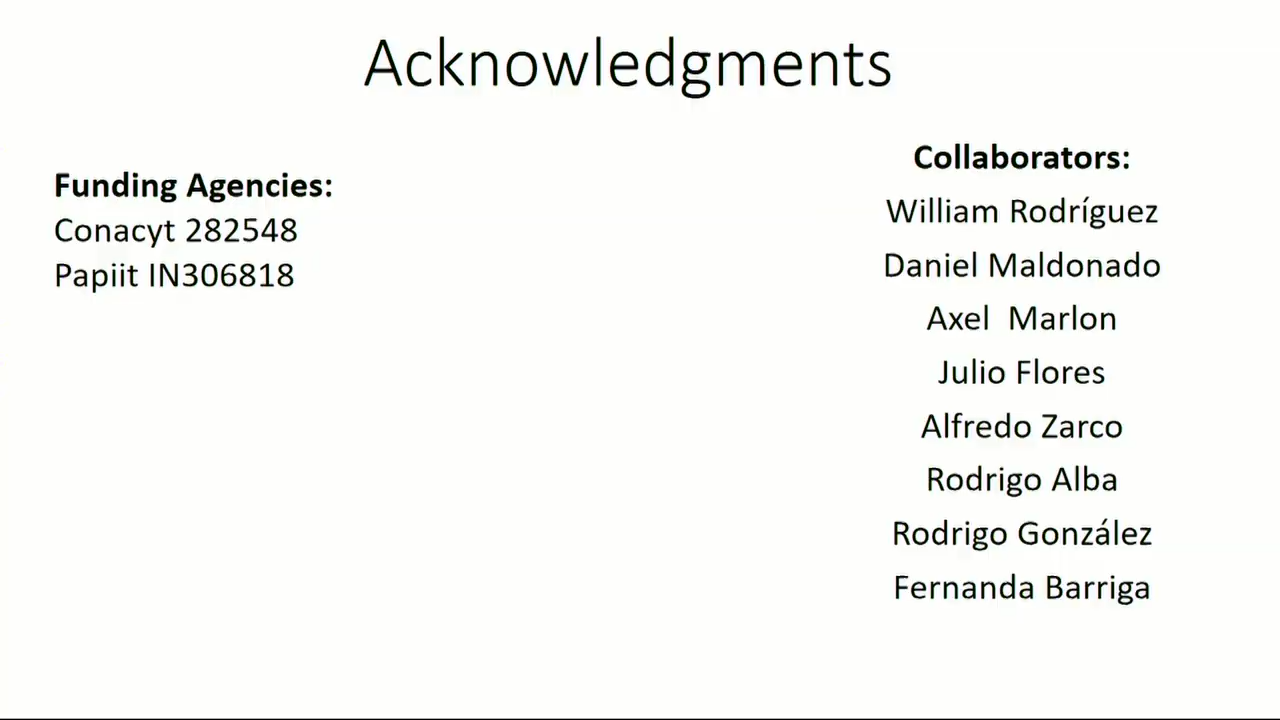 Acknowledgments
Funding Agencies:
Conacyt 282548
Papiit IN306818
Collaborators:
William Rodríguez
Daniel Maldonado
Axel  Marlon
Julio Flores
Alfredo Zarco
Rodrigo Alba
Rodrigo González
Fernanda Barriga